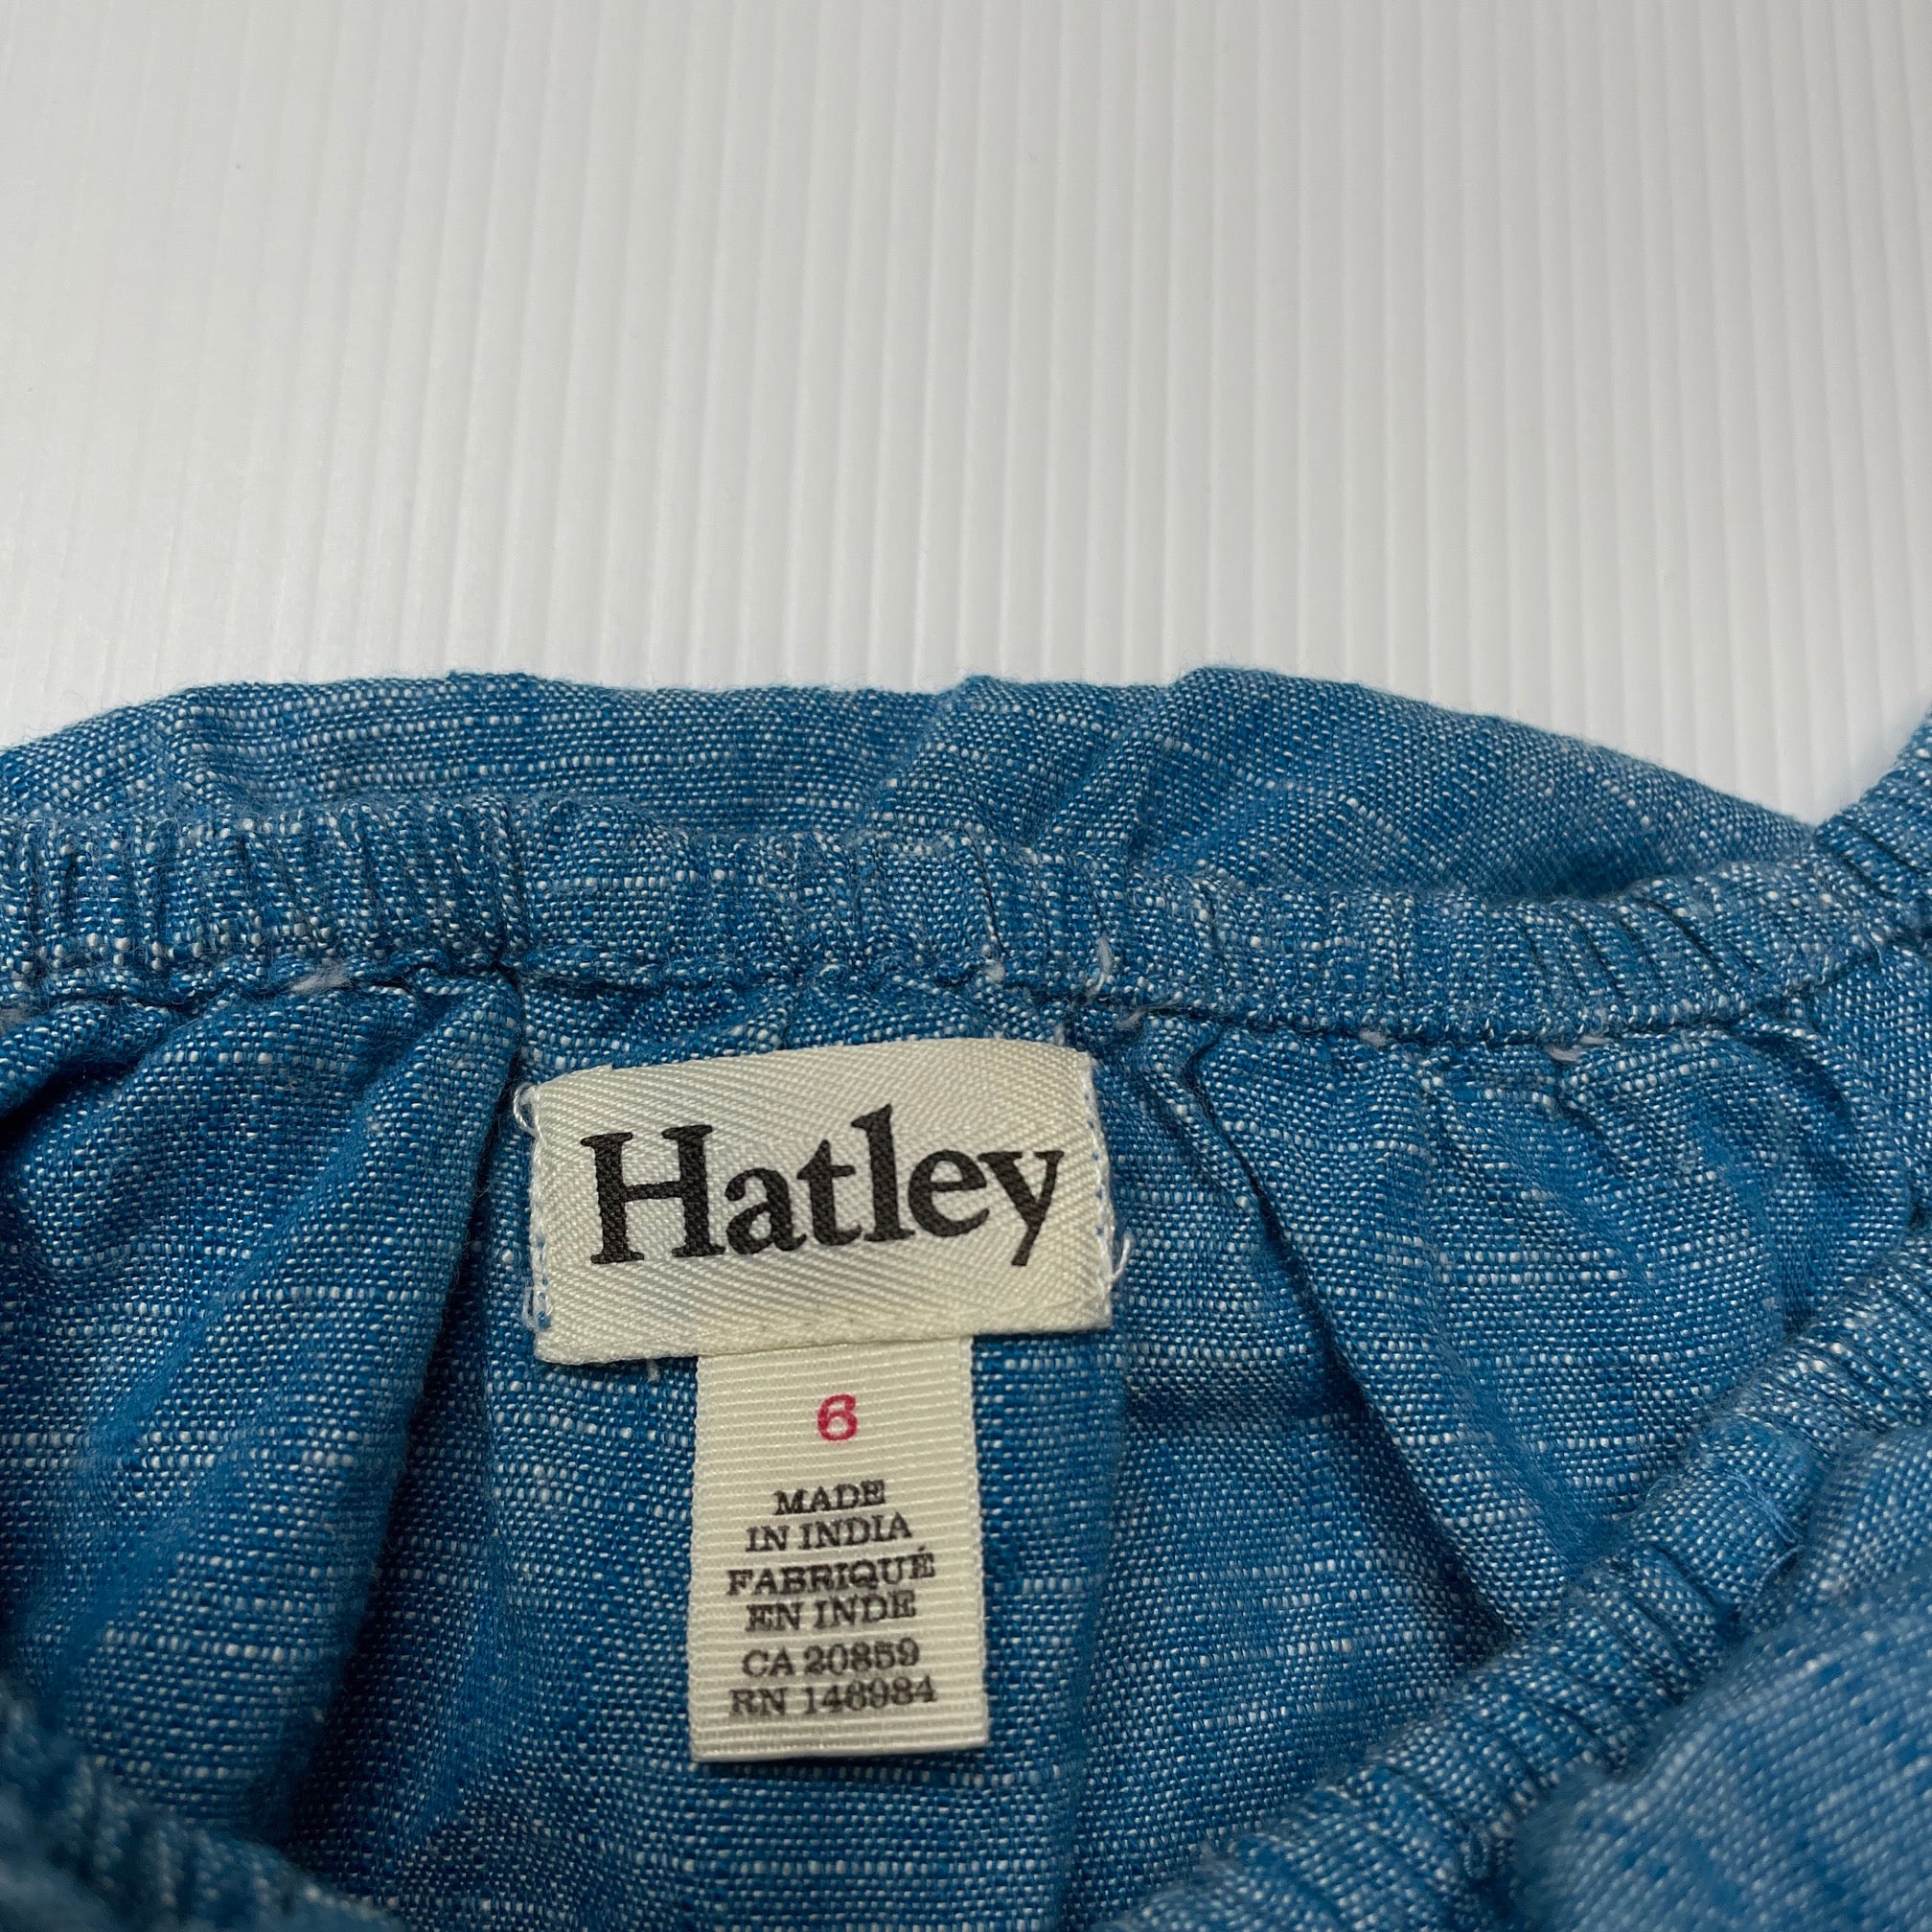 Hatley
6
MADE
IN INDIA
FABRIQUÉ
EN INDE
CA 20859
RN 146984